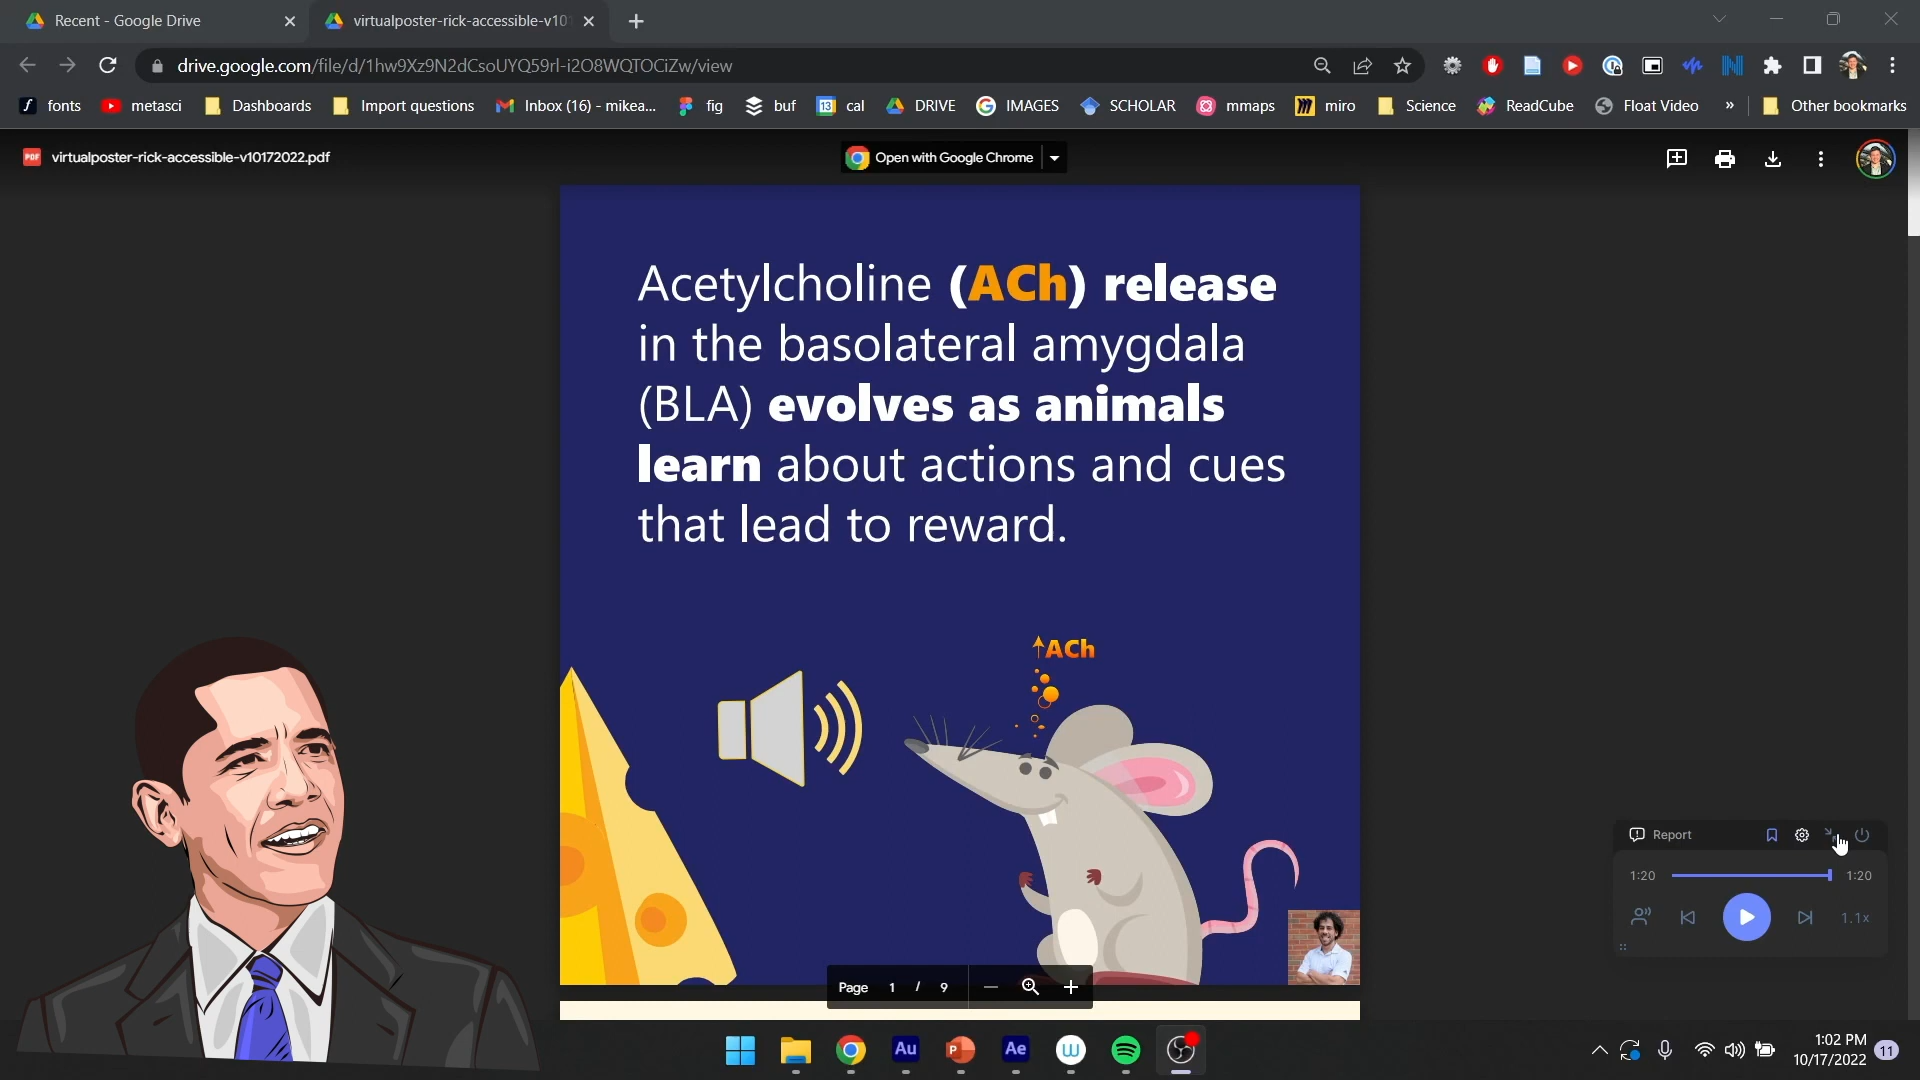 Recent - Google Drive
virtualposter-rick-accessible-v10
drive.google.com/file/d/1hw9Xz9N2dCsoUYQ59rl-i2O8WQTOCiZw/view
fonts
metasci
Dashboards
Import questions
Inbox (16) - mikea...
fig
buf
13
cal
DRIVE
IMAGES
SCHOLAR
mmaps
miro
Science
ReadCube
Float Video
»
Other bookmarks
PDF
virtualposter-rick-accessible-v10172022.pdf
Open with Google Chrome
Acetylcholine (ACh) release
in the basolateral amygdala
(BLA) evolves as animals
learn about actions and cues
that lead to reward.
↑ACh
Report
1:20
1:20
1.1x
Page 1 / 9
Au
P
Ae
W
1:02 PM
10/17/2022
11